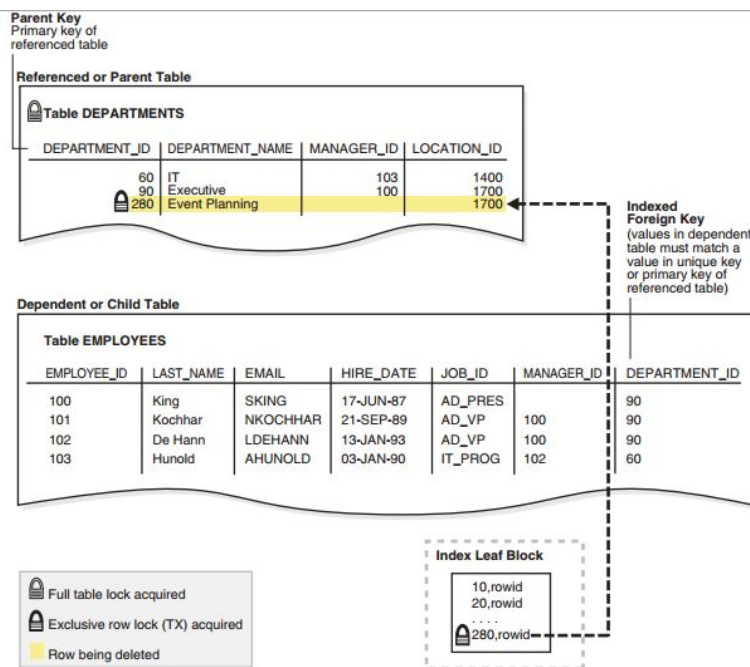 Parent Key
Primary key of
referenced table
Referenced or Parent Table
Table DEPARTMENTS
DEPARTMENT_ID DEPARTMENT_NAME MANAGER_ID LOCATION_ID
60 IT 103 1400
90 Executive 100 1700
280 Event Planning 1700
Indexed
Foreign Key
(values in dependent
table must match a
value in unique key
or primary key of
referenced table)
Dependent or Child Table
Table EMPLOYEES
EMPLOYEE_ID LAST_NAME EMAIL HIRE_DATE JOB_ID MANAGER_ID DEPARTMENT_ID
100 King SKING 17-JUN-87 AD_PRES 90
101 Kochhar NKOCHHAR 21-SEP-89 AD_VP 100 90
102 De Hann LDEHANN 13-JAN-93 AD_VP 100 90
103 Hunold AHUNOLD 03-JAN-90 IT_PROG 102 60
Index Leaf Block
10,rowid
20,rowid
. . . .
280,rowid
Full table lock acquired
Exclusive row lock (TX) acquired
Row being deleted